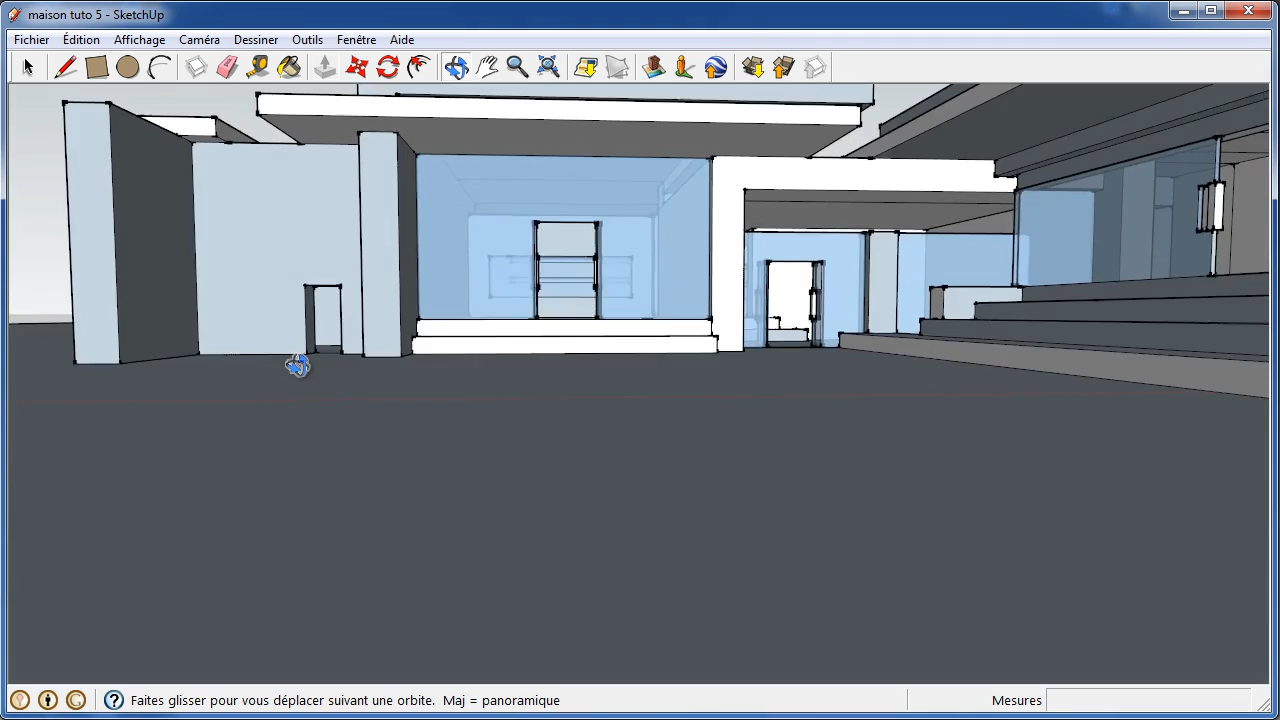 maison tuto 5 - SketchUp
Fichier Édition Affichage Caméra Dessiner Outils Fenêtre Aide
Faites glisser pour vous déplacer suivant une orbite. Maj = panoramique
Mesures